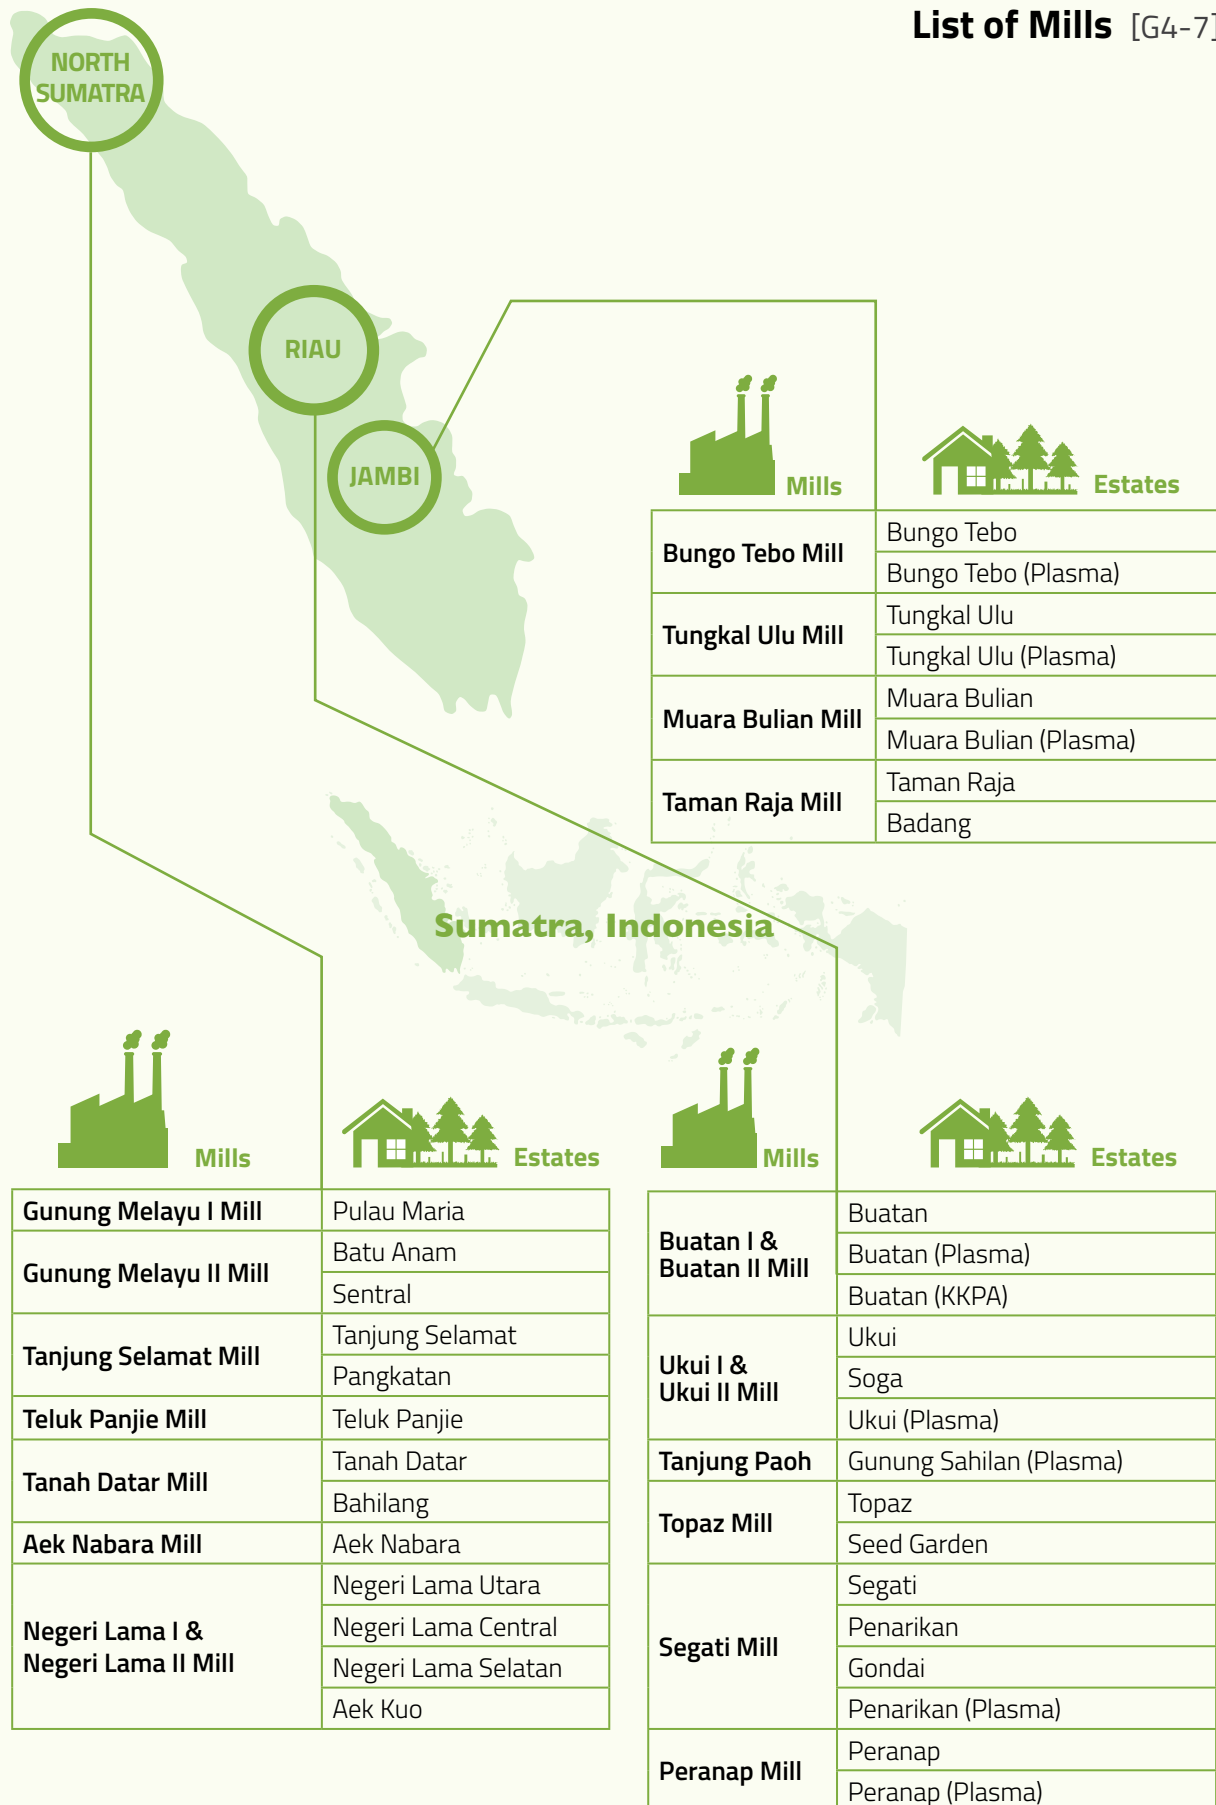 List of Mills [G4-7]
NORTH
SUMATRA
RIAU
JAMBI
Mills
Estates
Bungo Tebo Mill
Bungo Tebo
Bungo Tebo (Plasma)
Tungkal Ulu Mill
Tungkal Ulu
Tungkal Ulu (Plasma)
Muara Bulian Mill
Muara Bulian
Muara Bulian (Plasma)
Taman Raja Mill
Taman Raja
Badang
Sumatra, Indonesia
Mills
Estates
Gunung Melayu I Mill
Pulau Maria
Gunung Melayu II Mill
Batu Anam
Sentral
Tanjung Selamat Mill
Tanjung Selamat
Pangkatan
Teluk Panjie Mill
Teluk Panjie
Tanah Datar Mill
Tanah Datar
Bahilang
Aek Nabara Mill
Aek Nabara
Negeri Lama I &
Negeri Lama II Mill
Negeri Lama Utara
Negeri Lama Central
Negeri Lama Selatan
Aek Kuo
Mills
Estates
Buatan I &
Buatan II Mill
Buatan
Buatan (Plasma)
Buatan (KKPA)
Ukui I &
Ukui II Mill
Ukui
Soga
Ukui (Plasma)
Tanjung Paoh
Gunung Sahilan (Plasma)
Topaz Mill
Topaz
Seed Garden
Segati Mill
Segati
Penarikan
Gondai
Penarikan (Plasma)
Peranap Mill
Peranap
Peranap (Plasma)